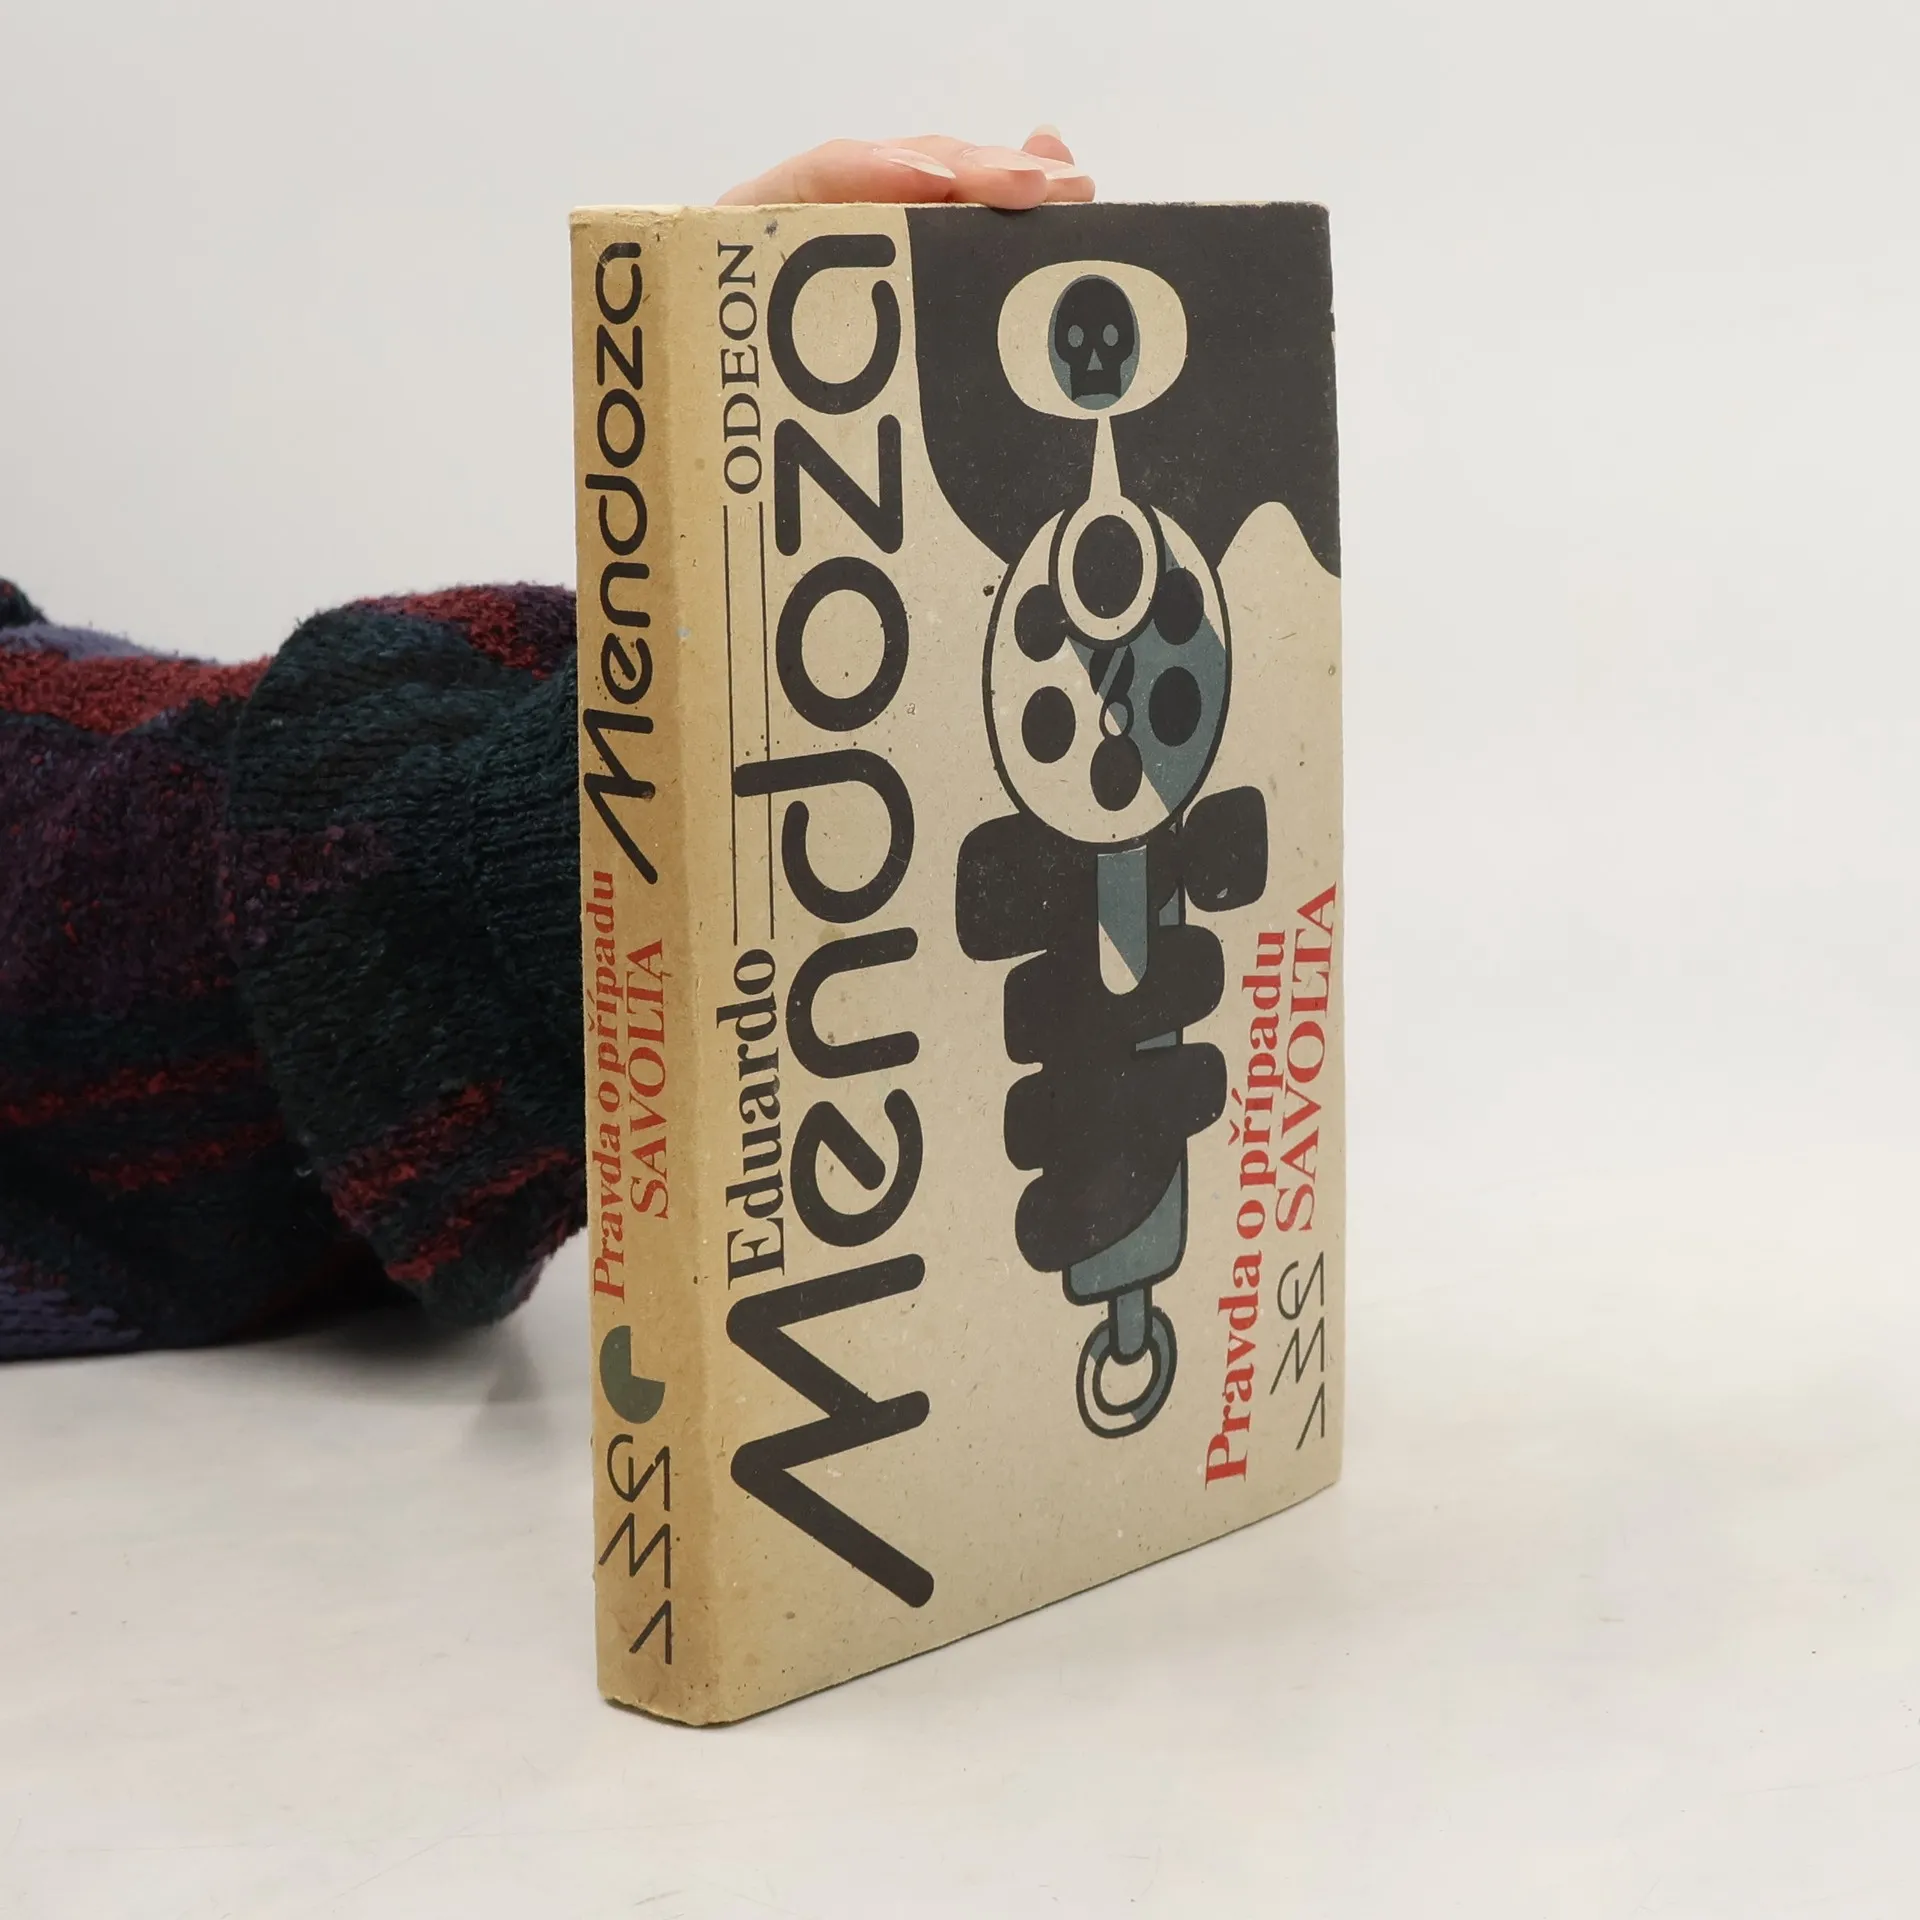 Mendoza
Pravda o případu
SAVOLTA
Eduardo
ODEON
Mendoza
Pravda o případu
SAVOLTA